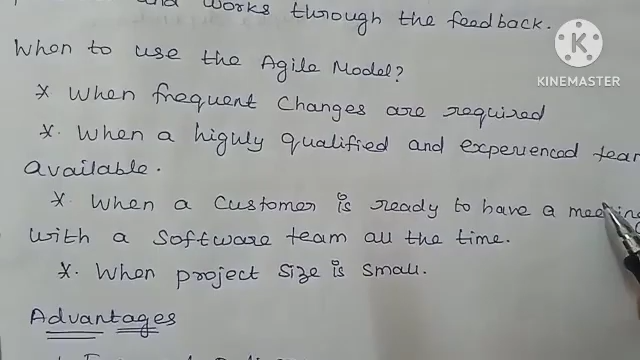 and works through the feedback.
When to use the Agile Model?
* When frequent changes are required
*. When a higuly qualified and experienced team
available.
*. When a customer is ready to have a meeting
with a software team all the time.
*. When project size is small.
Advantages
KINEMASTER